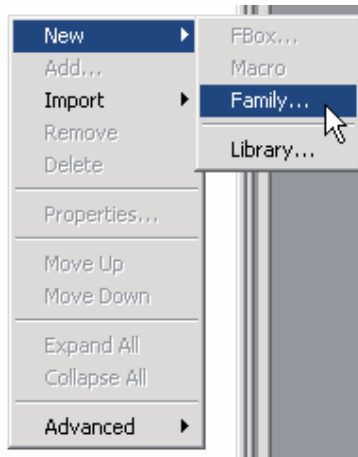 New
Add...
Import
Remove
Delete
Properties...
Move Up
Move Down
Expand All
Collapse All
Advanced
FBox...
Macro
Family...
Library...